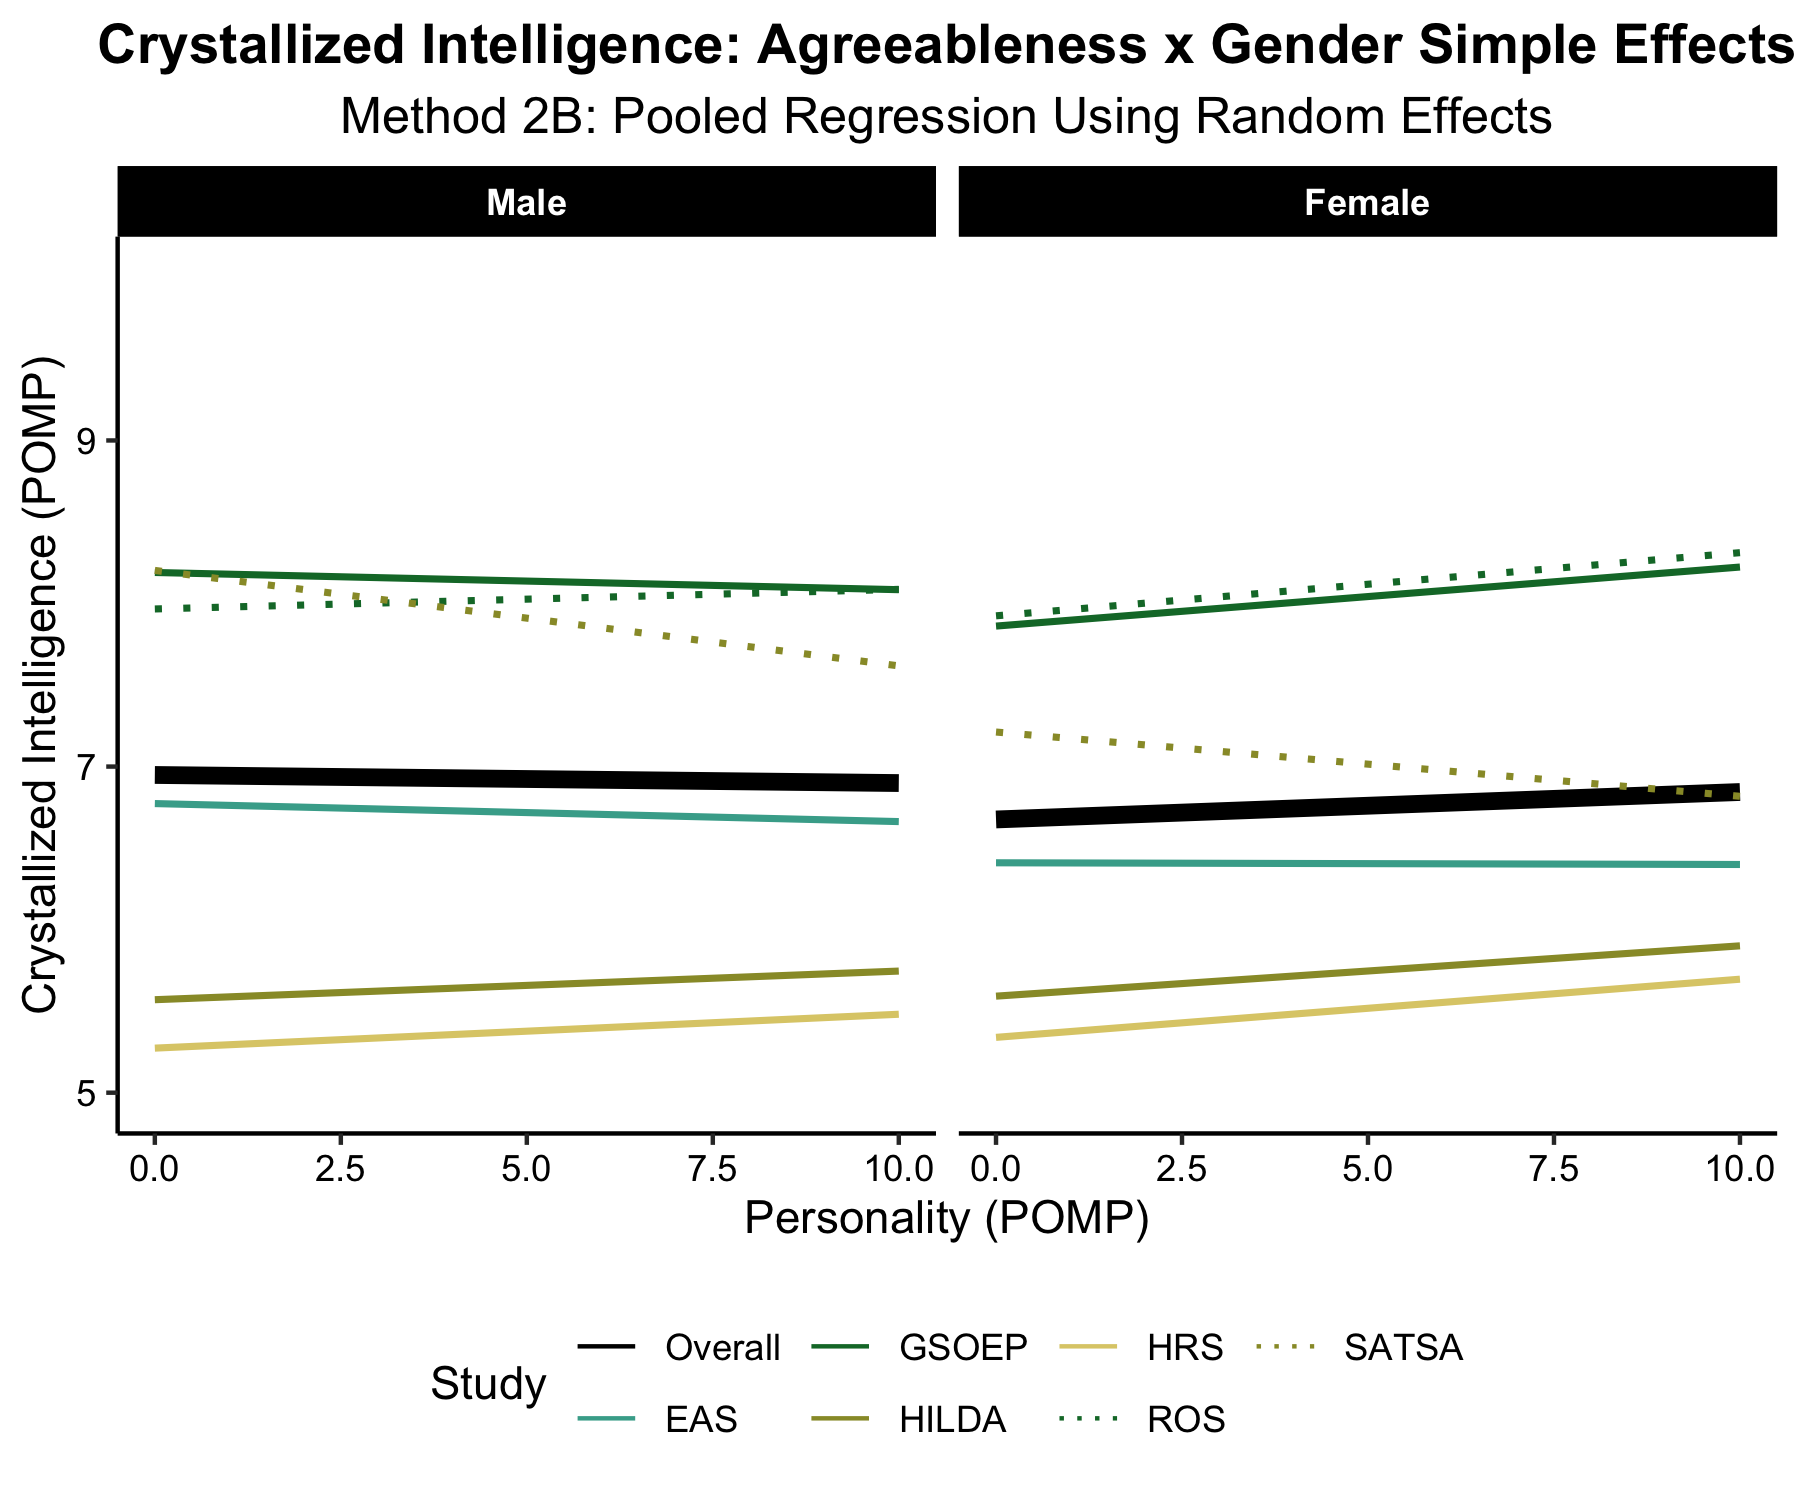 Crystallized Intelligence: Agreeableness x Gender Simple Effects
Method 2B: Pooled Regression Using Random Effects
Male
Female
Crystallized Intelligence (POMP)
9
7
5
0.0 2.5 5.0 7.5 10.0
0.0 2.5 5.0 7.5 10.0
Personality (POMP)
Study
Overall GSOEP HRS SATSA
EAS HILDA ROS